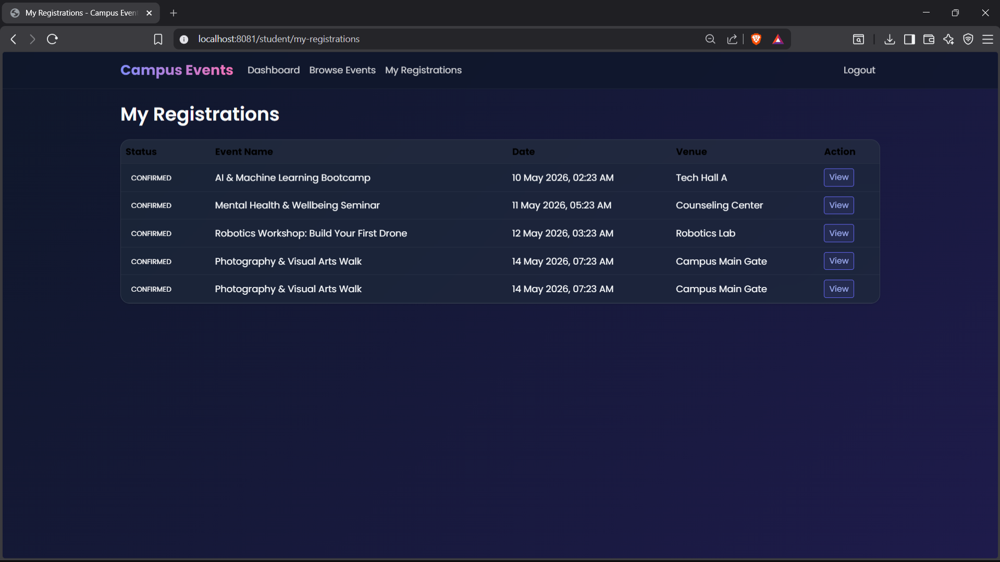 My Registrations - Campus Even
localhost:8081/student/my-registrations
Campus Events Dashboard Browse Events My Registrations Logout
My Registrations
Status Event Name Date Venue Action
CONFIRMED AI & Machine Learning Bootcamp 10 May 2026, 02:23 AM Tech Hall A View
CONFIRMED Mental Health & Wellbeing Seminar 11 May 2026, 05:23 AM Counseling Center View
CONFIRMED Robotics Workshop: Build Your First Drone 12 May 2026, 03:23 AM Robotics Lab View
CONFIRMED Photography & Visual Arts Walk 14 May 2026, 07:23 AM Campus Main Gate View
CONFIRMED Photography & Visual Arts Walk 14 May 2026, 07:23 AM Campus Main Gate View